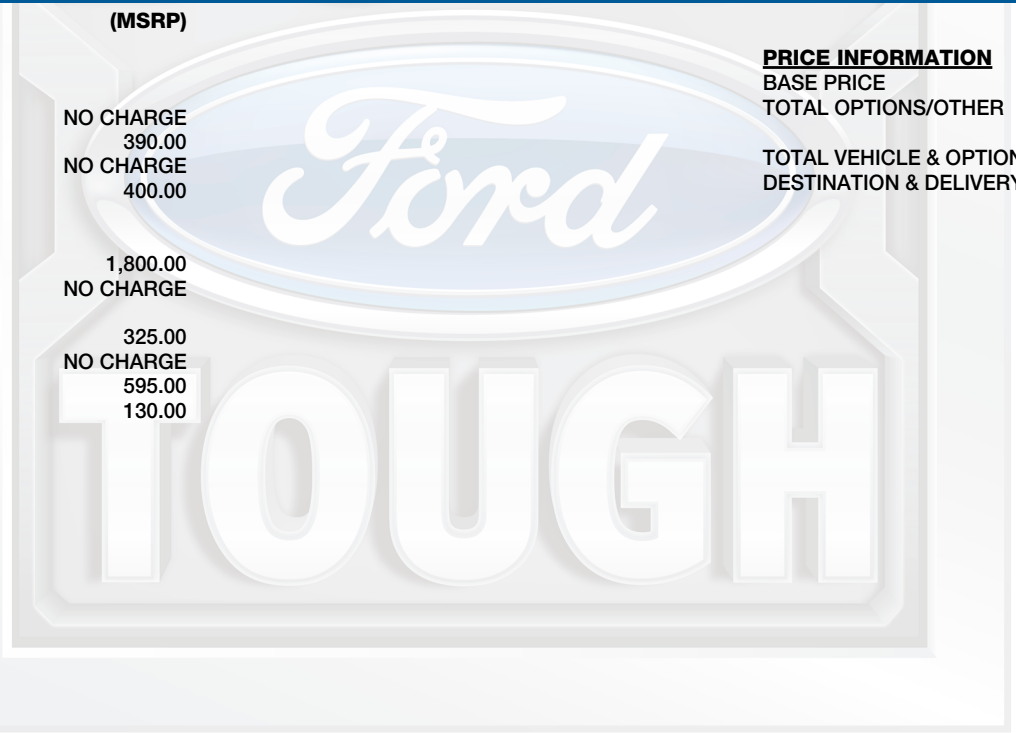 (MSRP)
NO CHARGE
390.00
NO CHARGE
400.00
1,800.00
NO CHARGE
325.00
NO CHARGE
595.00
130.00
PRICE INFORMATION
BASE PRICE
TOTAL OPTIONS/OTHER
TOTAL VEHICLE & OPTION
DESTINATION & DELIVERY
Ford
TOUGH